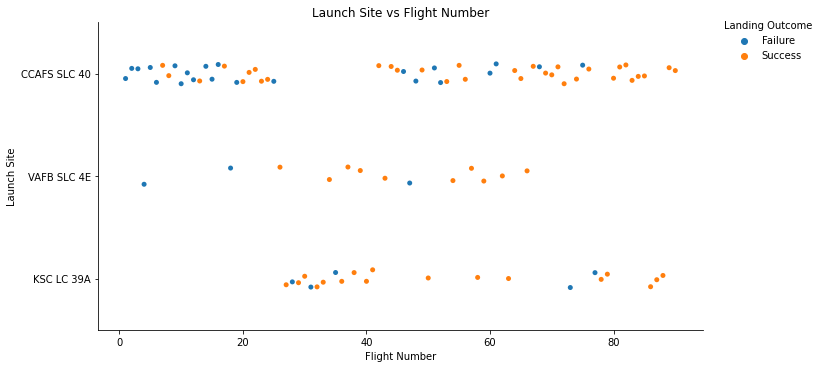 Launch Site vs Flight Number
Landing Outcome
Failure
Success
CCAFS SLC 40
VAFB SLC 4E
KSC LC 39A
Launch Site
0 20 40 60 80
Flight Number